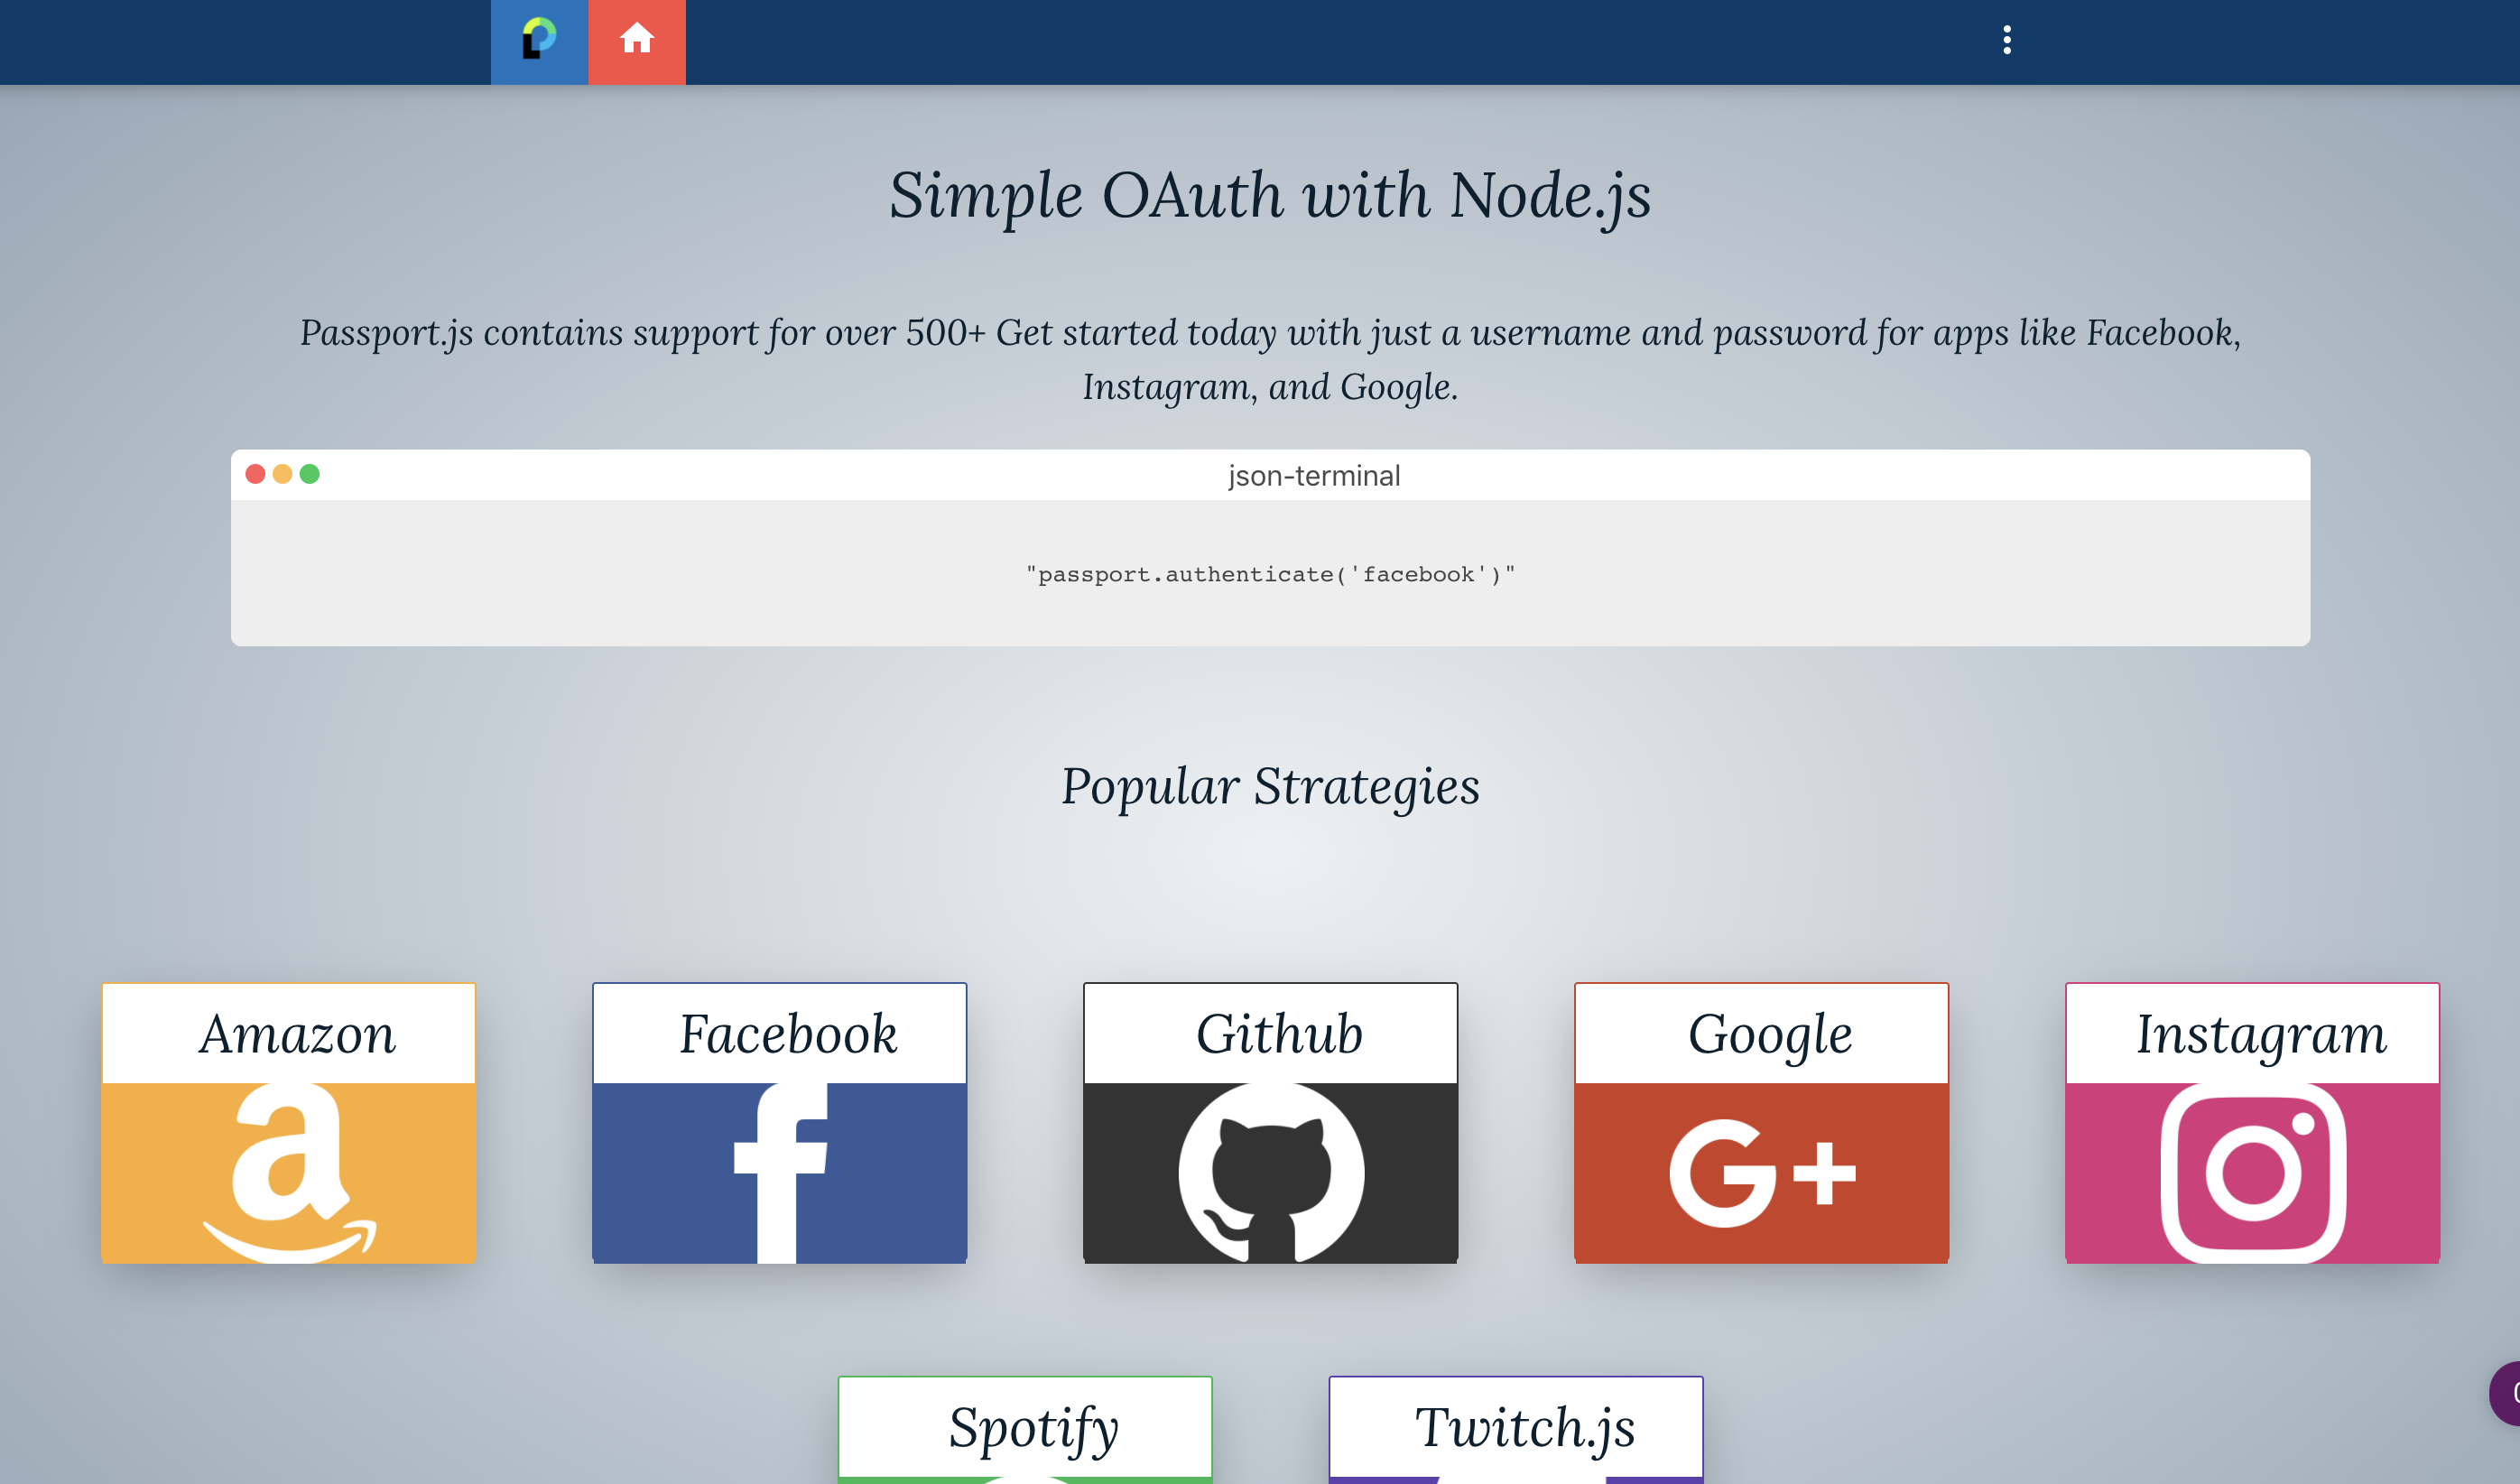 Simple OAuth with Node.js
Passport.js contains support for over 500+ Get started today with just a username and password for apps like Facebook,
Instagram, and Google.
json-terminal
"passport.authenticate('facebook')"
Popular Strategies
Amazon
Facebook
Github
Google
Instagram
Spotify
Twitch.js